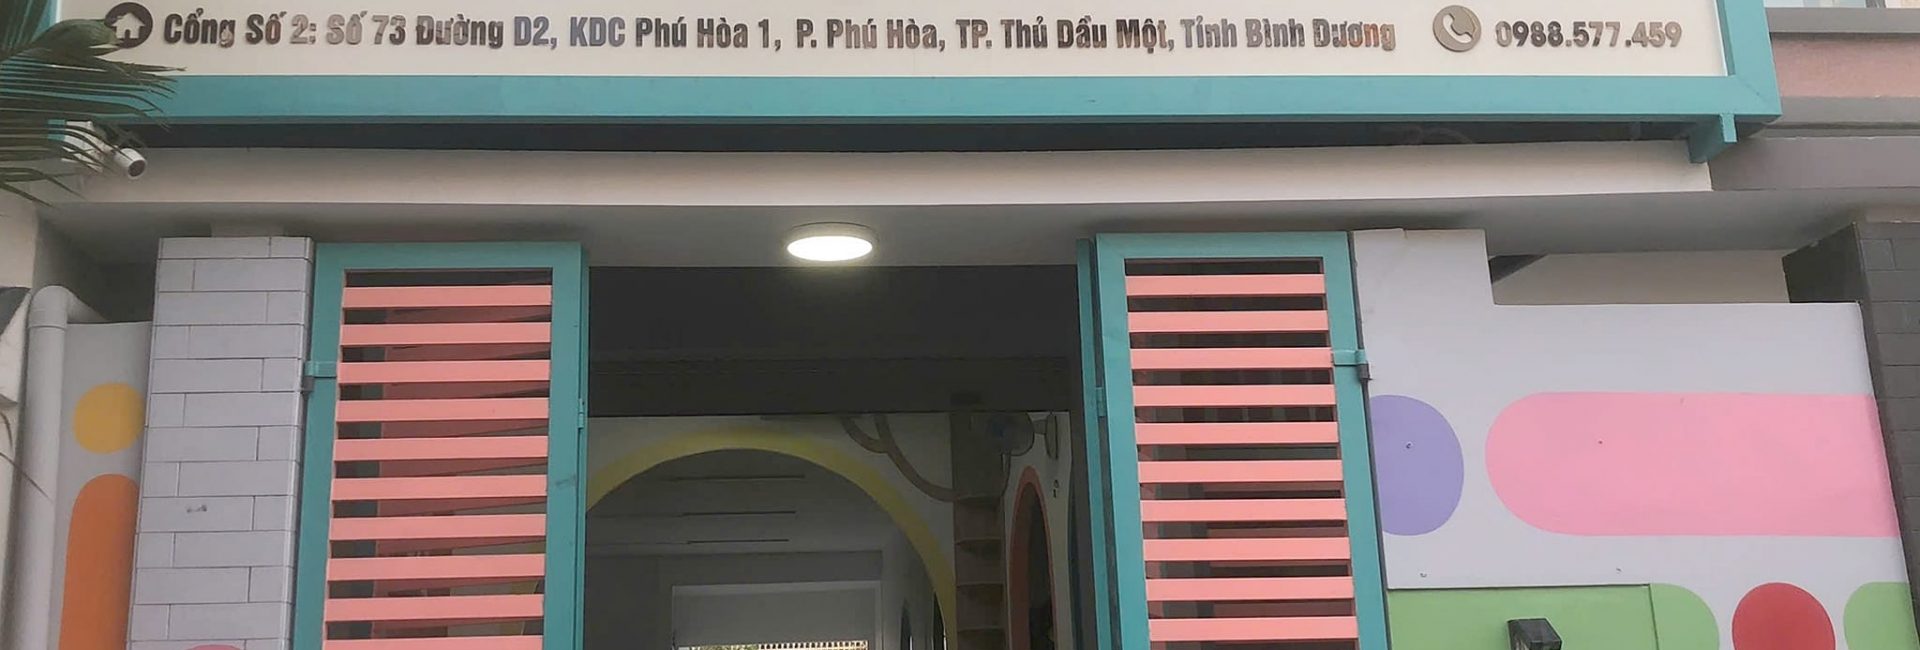 Cổng Số 2: Số 73 Đường D2, KDC Phú Hòa 1, P. Phú Hòa, TP. Thủ Dầu Một, Tỉnh Bình Dương 0988.577.459